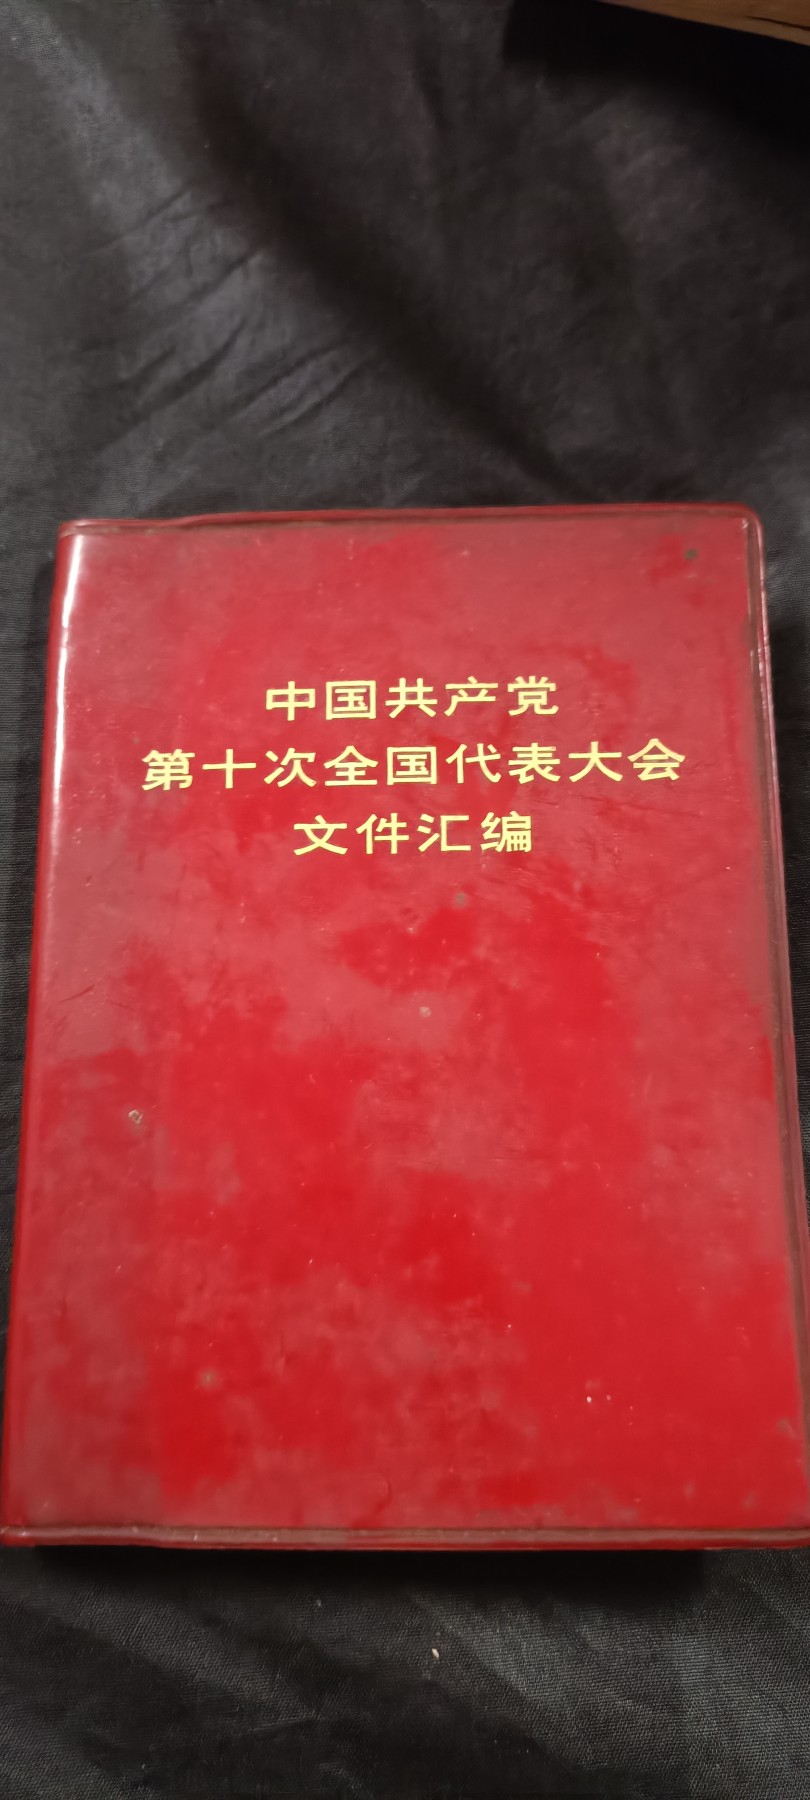 中国共产党
第十次全国代表大会
文件汇编